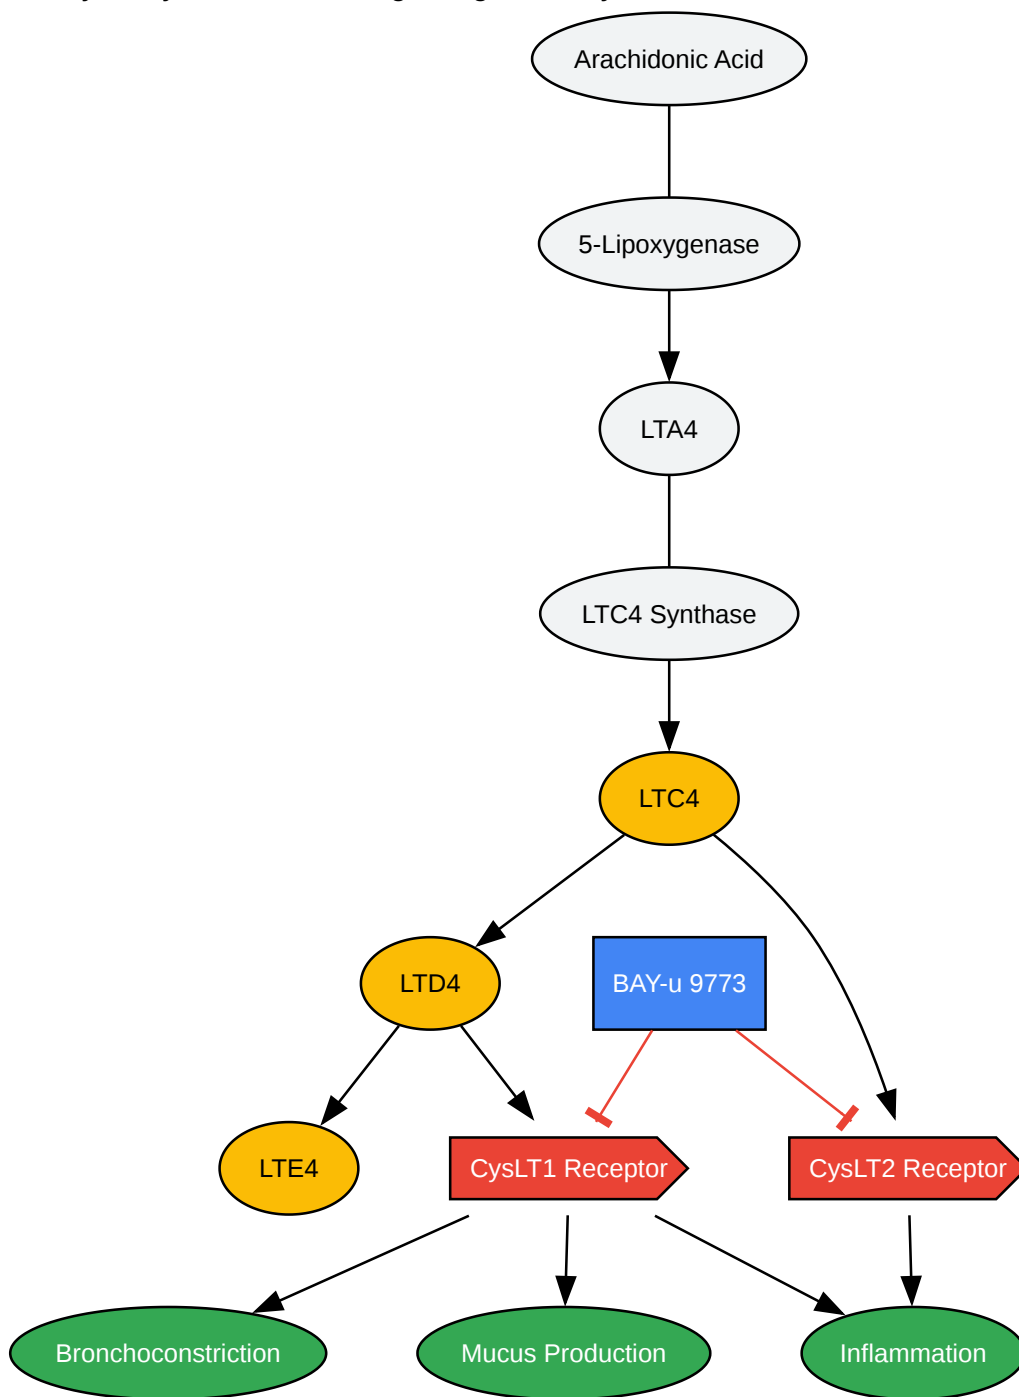 Arachidonic Acid
5-Lipoxygenase
LTA4
LTC4 Synthase
LTC4
LTD4
BAY-u 9773
LTE4
CysLT1 Receptor
CysLT2 Receptor
Bronchoconstriction
Mucus Production
Inflammation